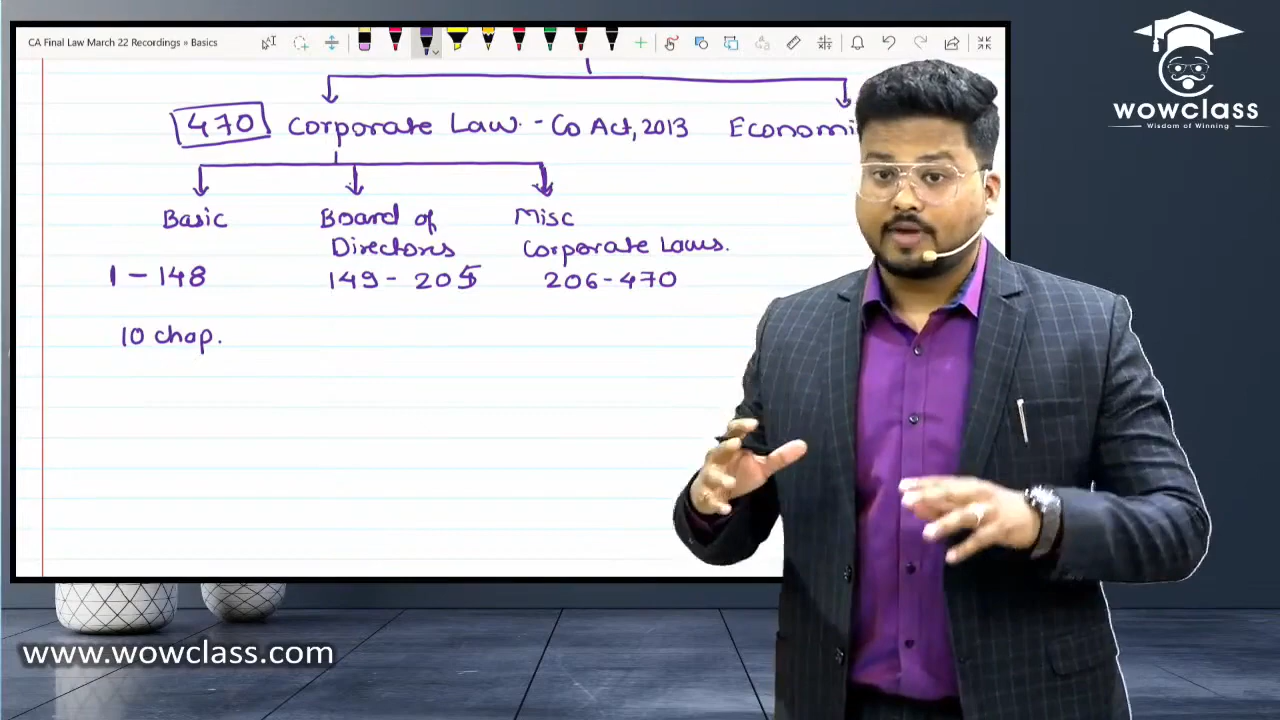 CA Final Law March 22 Recordings » Basics
470 Corporate Law - Co Act, 2013 Economi
Basic Board of Directors Misc Corporate Laws.
1 - 148 149 - 205 206 - 470
10 chap.
wowclass
Wisdom of Winning
www.wowclass.com